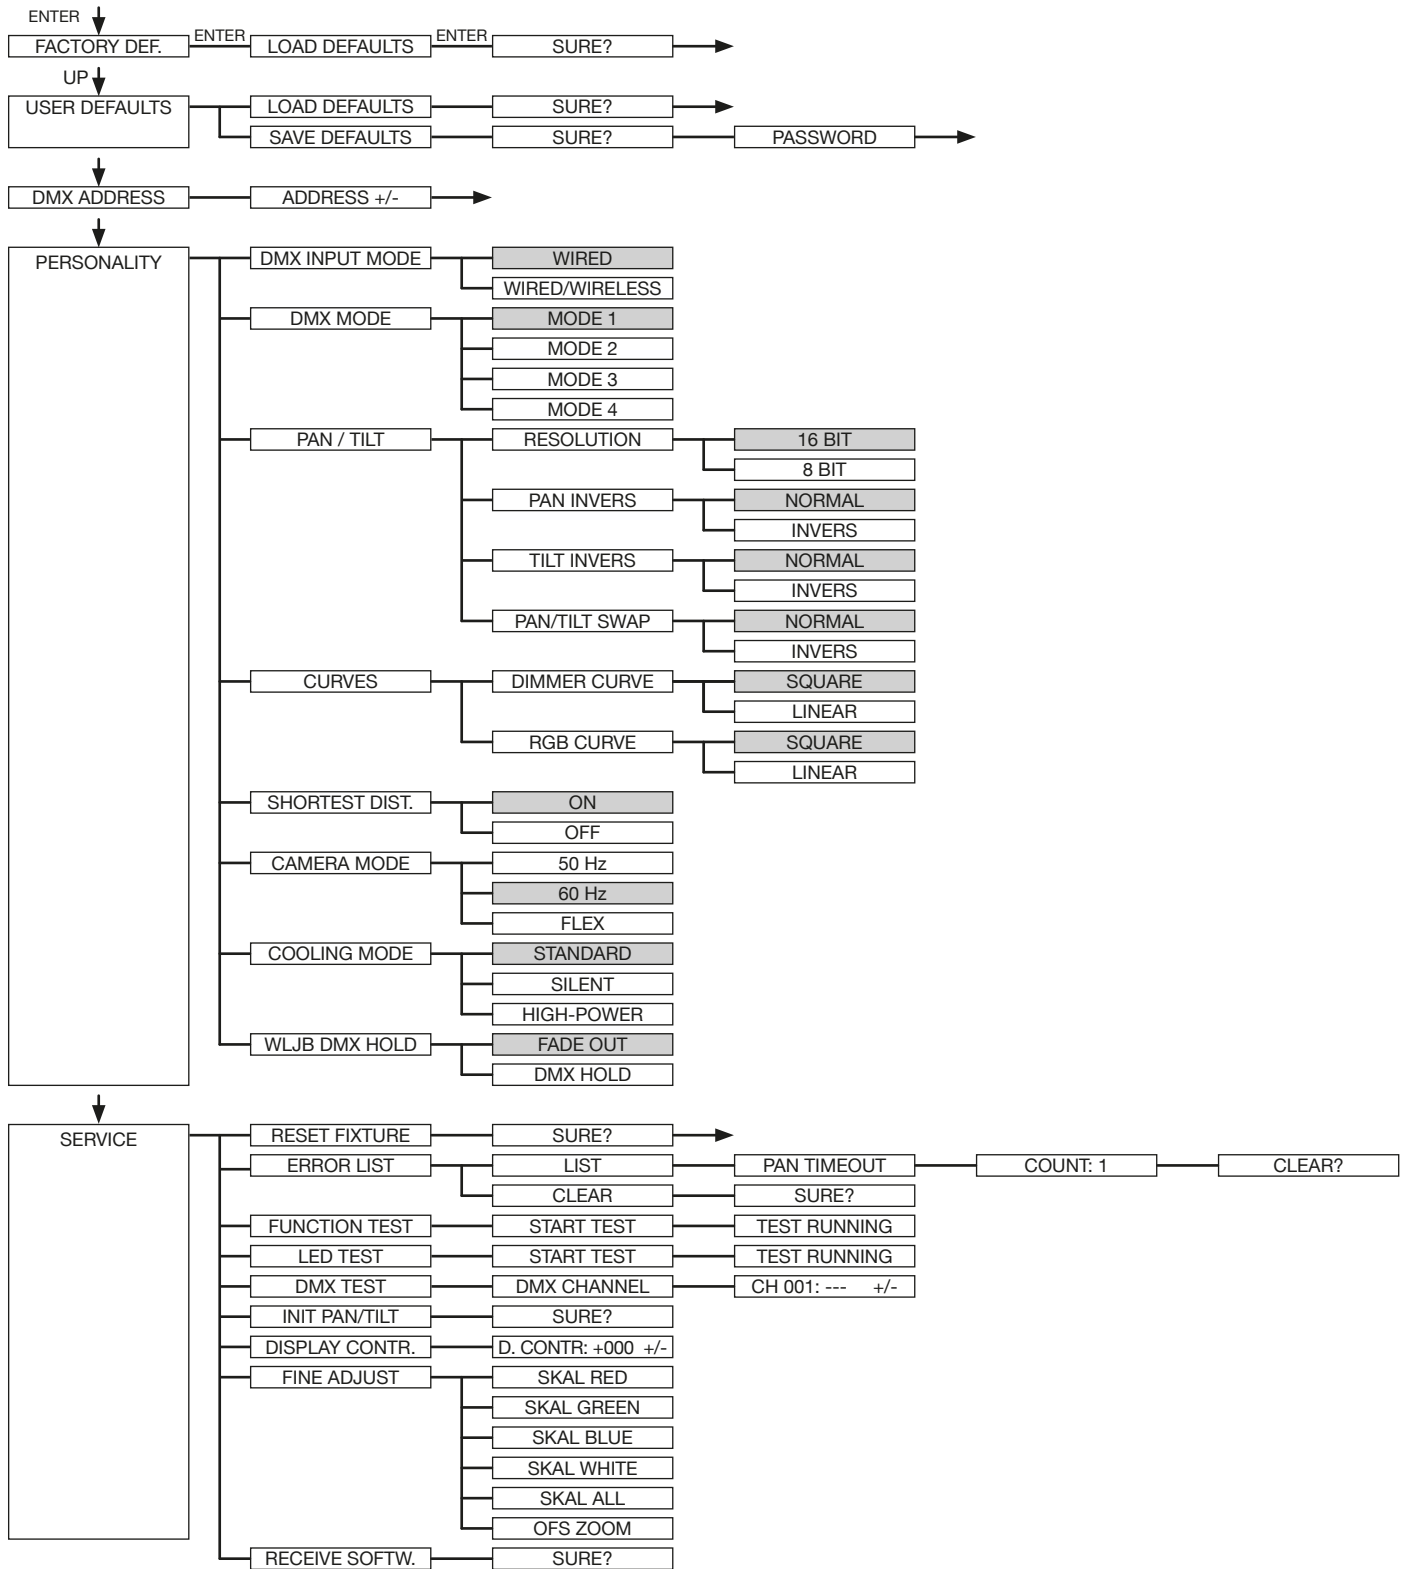 ENTER
FACTORY DEF. ENTER LOAD DEFAULTS ENTER SURE?
UP
USER DEFAULTS LOAD DEFAULTS SURE?
SAVE DEFAULTS SURE? PASSWORD
DMX ADDRESS ADDRESS +/-
PERSONALITY DMX INPUT MODE WIRED
WIRED/WIRELESS
DMX MODE MODE 1
MODE 2
MODE 3
MODE 4
PAN / TILT RESOLUTION 16 BIT
8 BIT
PAN INVERS NORMAL
INVERS
TILT INVERS NORMAL
INVERS
PAN/TILT SWAP NORMAL
INVERS
CURVES DIMMER CURVE SQUARE
LINEAR
RGB CURVE SQUARE
LINEAR
SHORTEST DIST. ON
OFF
CAMERA MODE 50 Hz
60 Hz
FLEX
COOLING MODE STANDARD
SILENT
HIGH-POWER
WLJB DMX HOLD FADE OUT
DMX HOLD
SERVICE RESET FIXTURE SURE?
ERROR LIST LIST PAN TIMEOUT COUNT: 1 CLEAR?
CLEAR SURE?
FUNCTION TEST START TEST TEST RUNNING
LED TEST START TEST TEST RUNNING
DMX TEST DMX CHANNEL CH 001: --- +/-
INIT PAN/TILT SURE?
DISPLAY CONTR. D. CONTR: +000 +/-
FINE ADJUST SKAL RED
SKAL GREEN
SKAL BLUE
SKAL WHITE
SKAL ALL
OFS ZOOM
RECEIVE SOFTW. SURE?